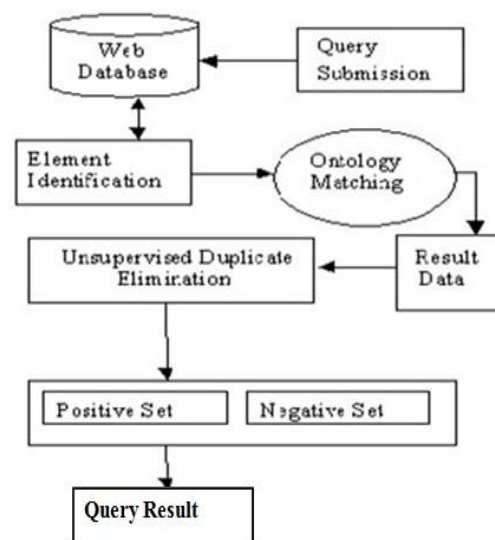 Web
Database
Query
Submission
Element
Identification
Ontology
Matching
Unsupervised Duplicate
Elimination
Result
Data
Positive Set
Negative Set
Query Result